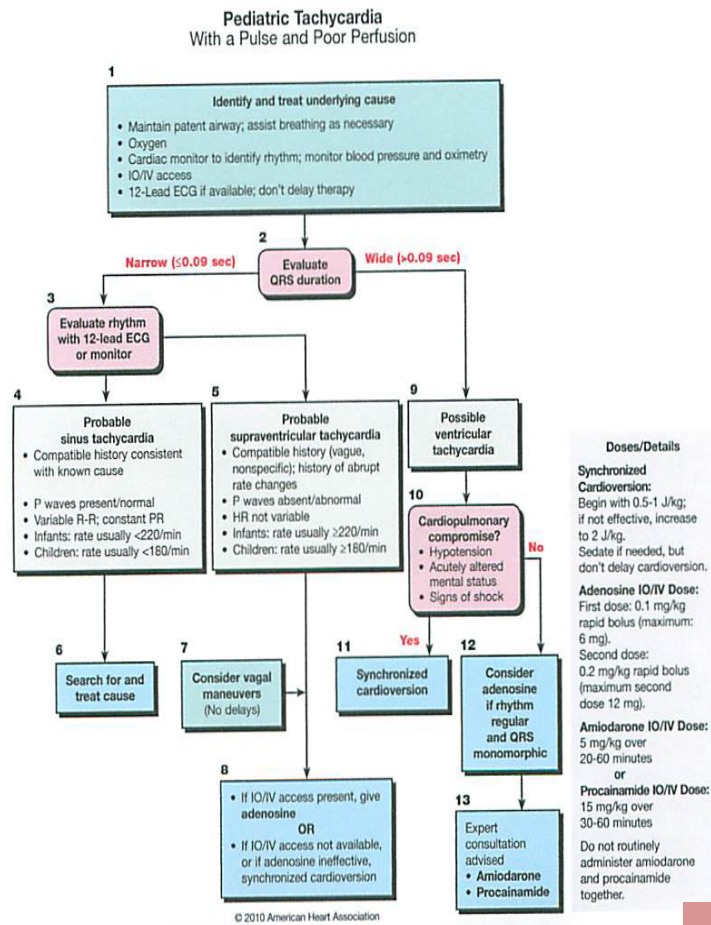 Pediatric Tachycardia
With a Pulse and Poor Perfusion
1
Identify and treat underlying cause
• Maintain patent airway; assist breathing as necessary
• Oxygen
• Cardiac monitor to identify rhythm; monitor blood pressure and oximetry
• IO/IV access
• 12-Lead ECG if available; don't delay therapy
2
Narrow (≤0.09 sec)
Evaluate
QRS duration
Wide (>0.09 sec)
3
Evaluate rhythm
with 12-lead ECG
or monitor
4
Probable
sinus tachycardia
• Compatible history consistent
with known cause
• P waves present/normal
• Variable R-R; constant PR
• Infants: rate usually <220/min
• Children: rate usually <180/min
5
Probable
supraventricular tachycardia
• Compatible history (vague,
nonspecific); history of abrupt
rate changes
• P waves absent/abnormal
• HR not variable
• Infants: rate usually ≥220/min
• Children: rate usually ≥180/min
9
Possible
ventricular
tachycardia
10
Cardiopulmonary
compromise?
• Hypotension
• Acutely altered
mental status
• Signs of shock
No
Yes
6
Search for and
treat cause
7
Consider vagal
maneuvers
(No delays)
11
Synchronized
cardioversion
12
Consider
adenosine
if rhythm
regular
and QRS
monomorphic
8
• If IO/IV access present, give
adenosine
OR
• If IO/IV access not available,
or if adenosine ineffective,
synchronized cardioversion
13
Expert
consultation
advised
• Amiodarone
• Procainamide
Doses/Details
Synchronized
Cardioversion:
Begin with 0.5-1 J/kg;
if not effective, increase
to 2 J/kg.
Sedate if needed, but
don't delay cardioversion.
Adenosine IO/IV Dose:
First dose: 0.1 mg/kg
rapid bolus (maximum:
6 mg).
Second dose:
0.2 mg/kg rapid bolus
(maximum second
dose 12 mg).
Amiodarone IO/IV Dose:
5 mg/kg over
20-60 minutes
or
Procainamide IO/IV Dose:
15 mg/kg over
30-60 minutes
Do not routinely
administer amiodarone
and procainamide
together.
© 2010 American Heart Association